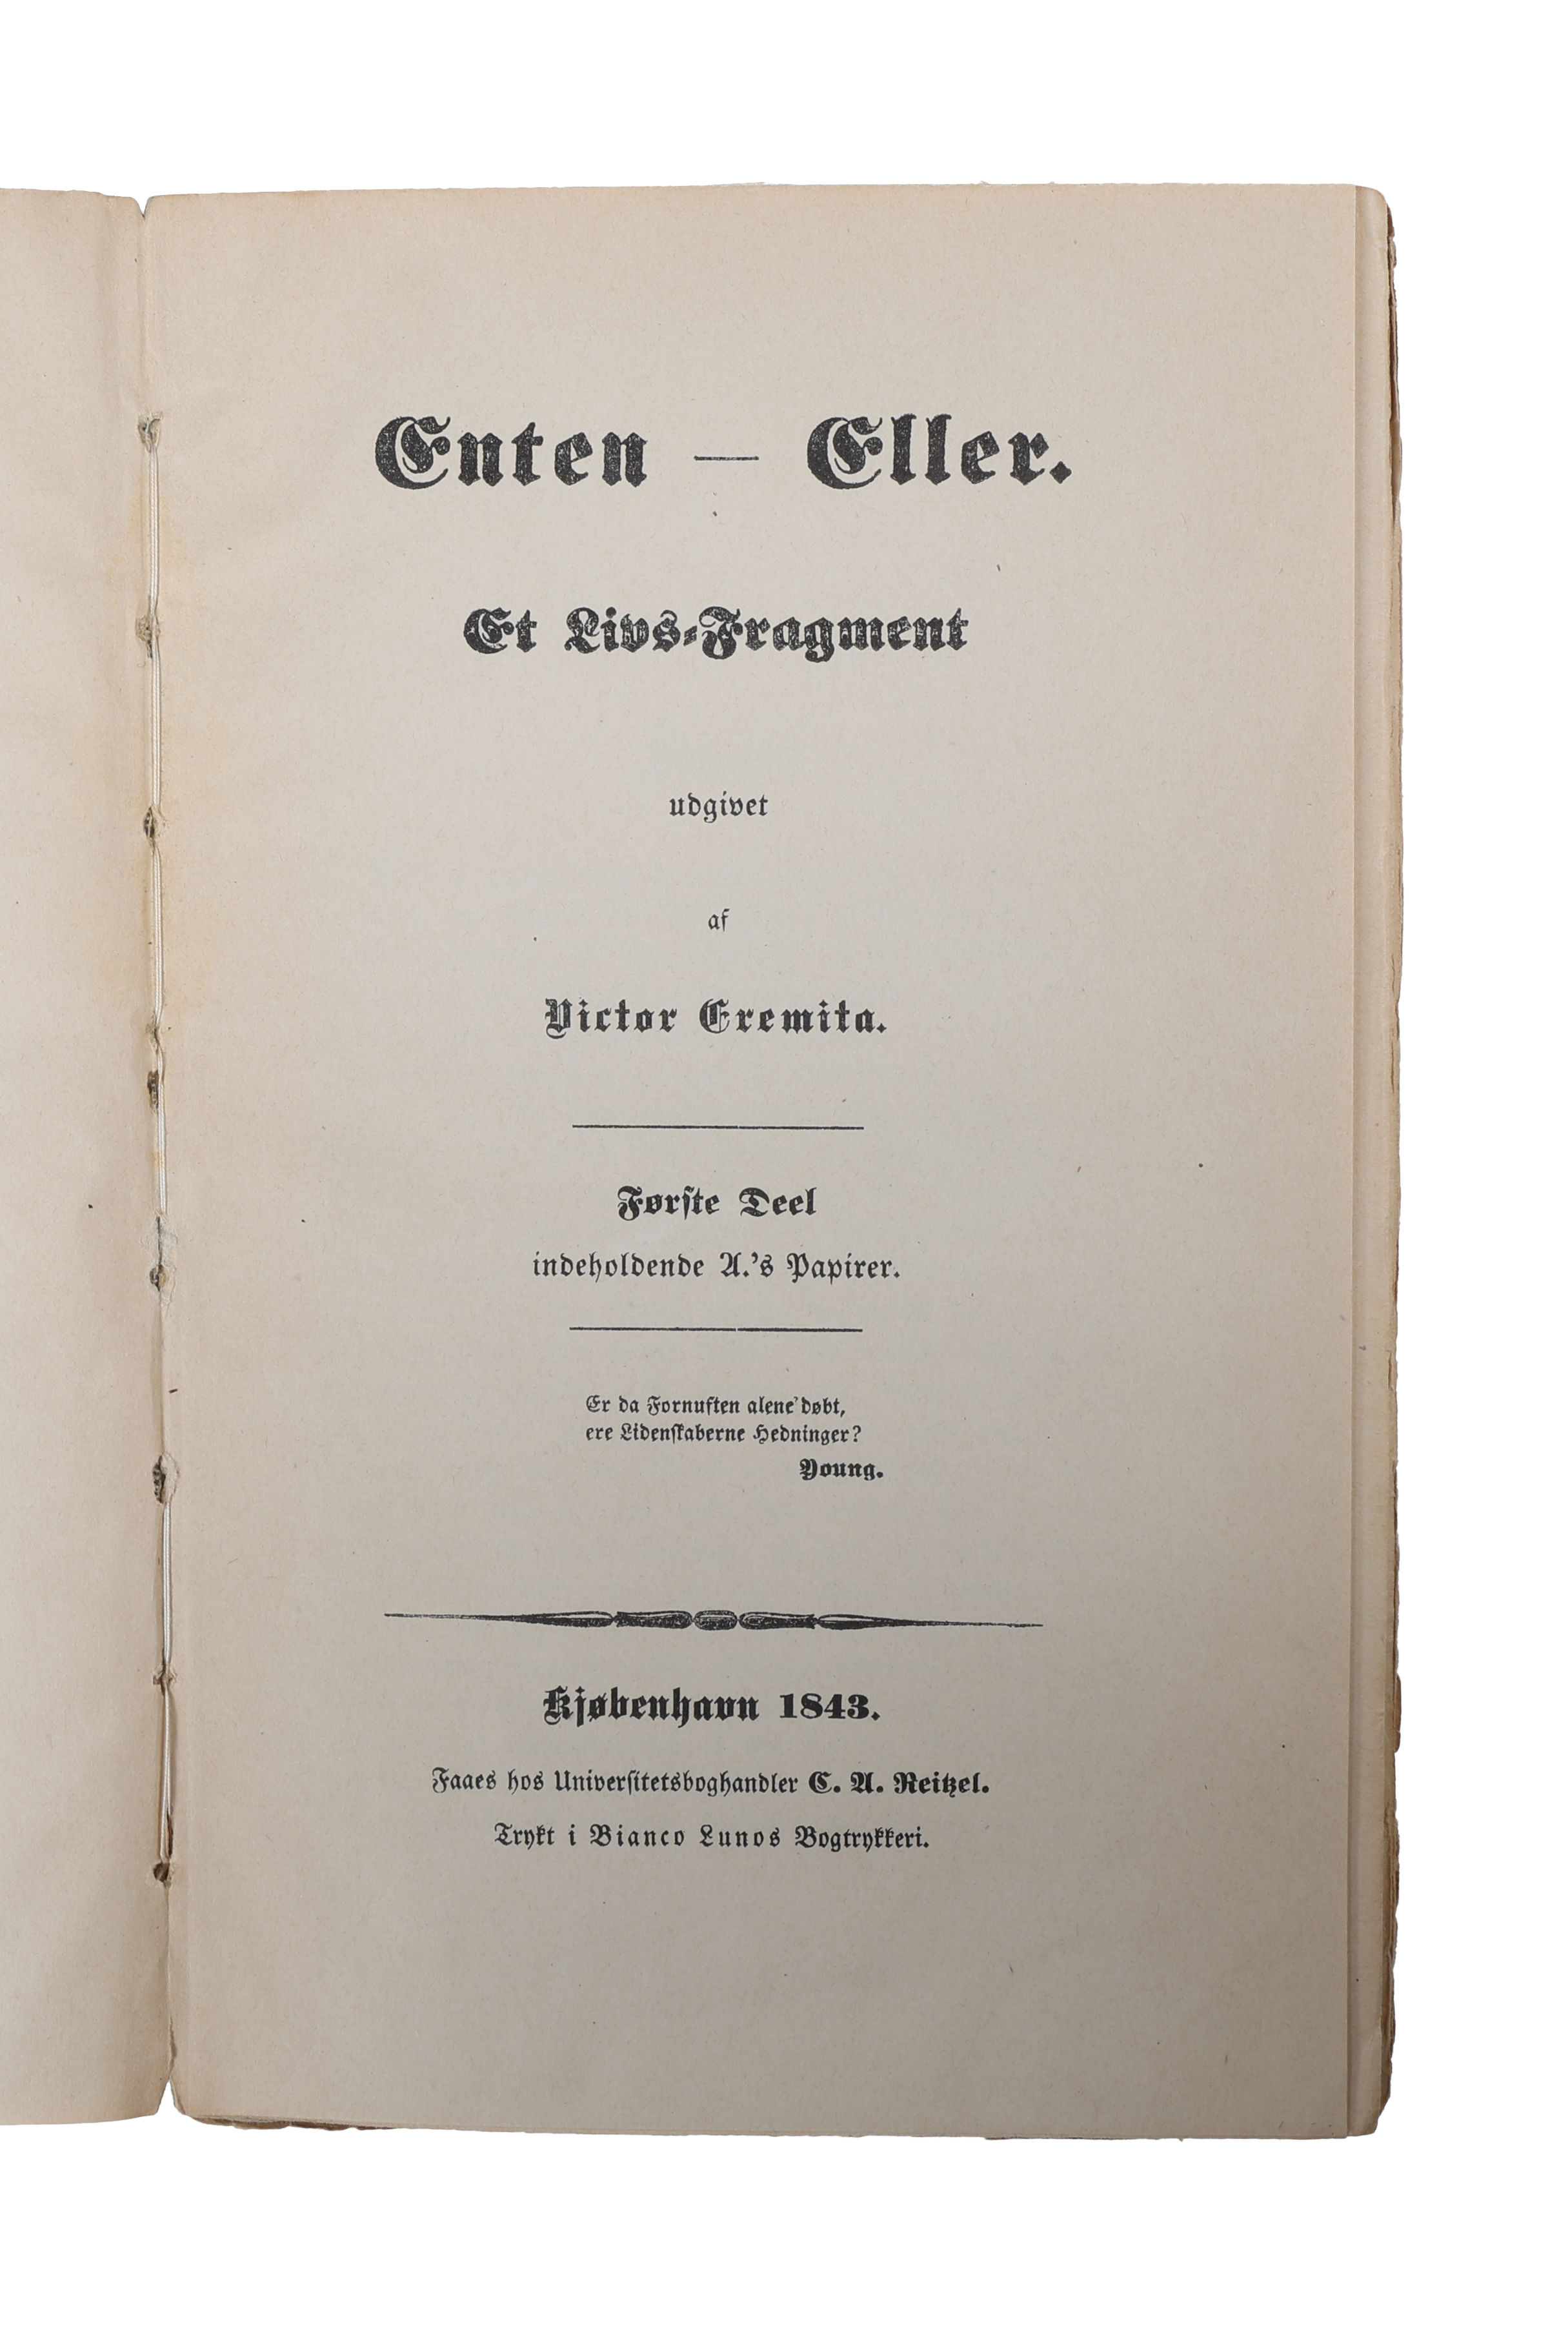 Enten — Eller.
Et Livs-Fragment
udgivet
af
Victor Eremita.
Første Deel
indeholdende A.'s Papirer.
Er da Fornuften alene døbt,
ere Lidenskaberne Hedninger?
Young.
Kjøbenhavn 1843.
Faaes hos Universitetsboghandler C. A. Reitzel.
Trykt i Bianco Lunos Bogtrykkeri.